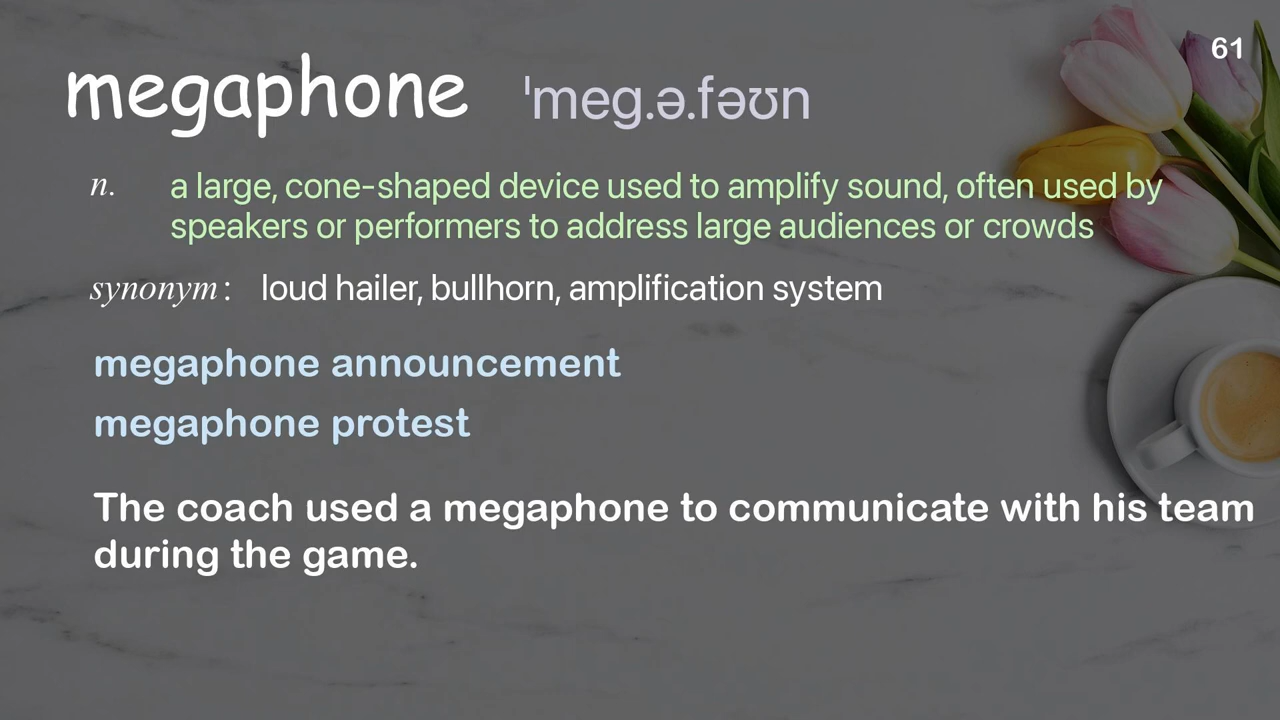 61
megaphone ˈmeg.ə.fəʊn
n. a large, cone-shaped device used to amplify sound, often used by
speakers or performers to address large audiences or crowds
synonym: loud hailer, bullhorn, amplification system
megaphone announcement
megaphone protest
The coach used a megaphone to communicate with his team
during the game.